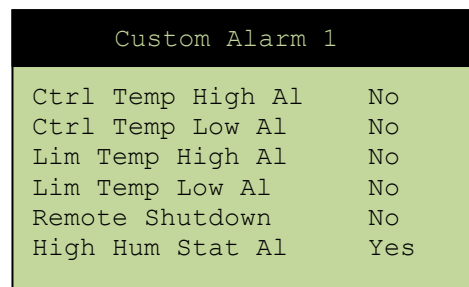 Custom Alarm 1
Ctrl Temp High Al No
Ctrl Temp Low Al No
Lim Temp High Al No
Lim Temp Low Al No
Remote Shutdown No
High Hum Stat Al Yes